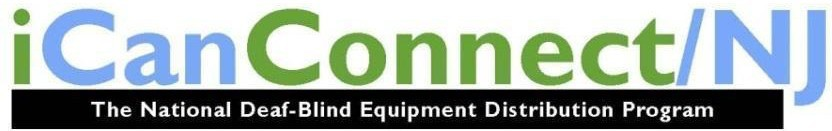 iCanConnect/NJ
The National Deaf-Blind Equipment Distribution Program